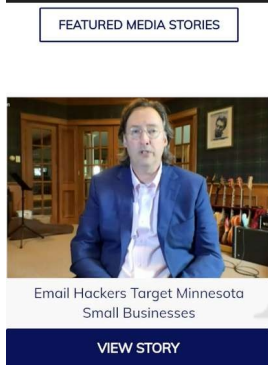 FEATURED MEDIA STORIES
Email Hackers Target Minnesota
Small Businesses
VIEW STORY